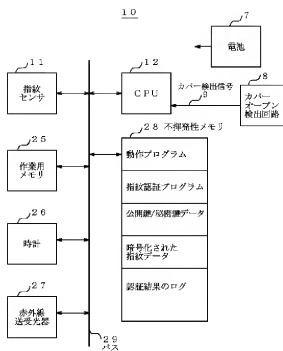 10
7
電池
11
指紋
センサ
12
CPU
カバー検出信号
9
8
カバー
オープン
検出回路
25
作業用
メモリ
28 不揮発性メモリ
動作プログラム
指紋認証プログラム
公開鍵/秘密鍵データ
暗号化された
指紋データ
認証結果のログ
26
時計
27
赤外線
送受光器
29
バス